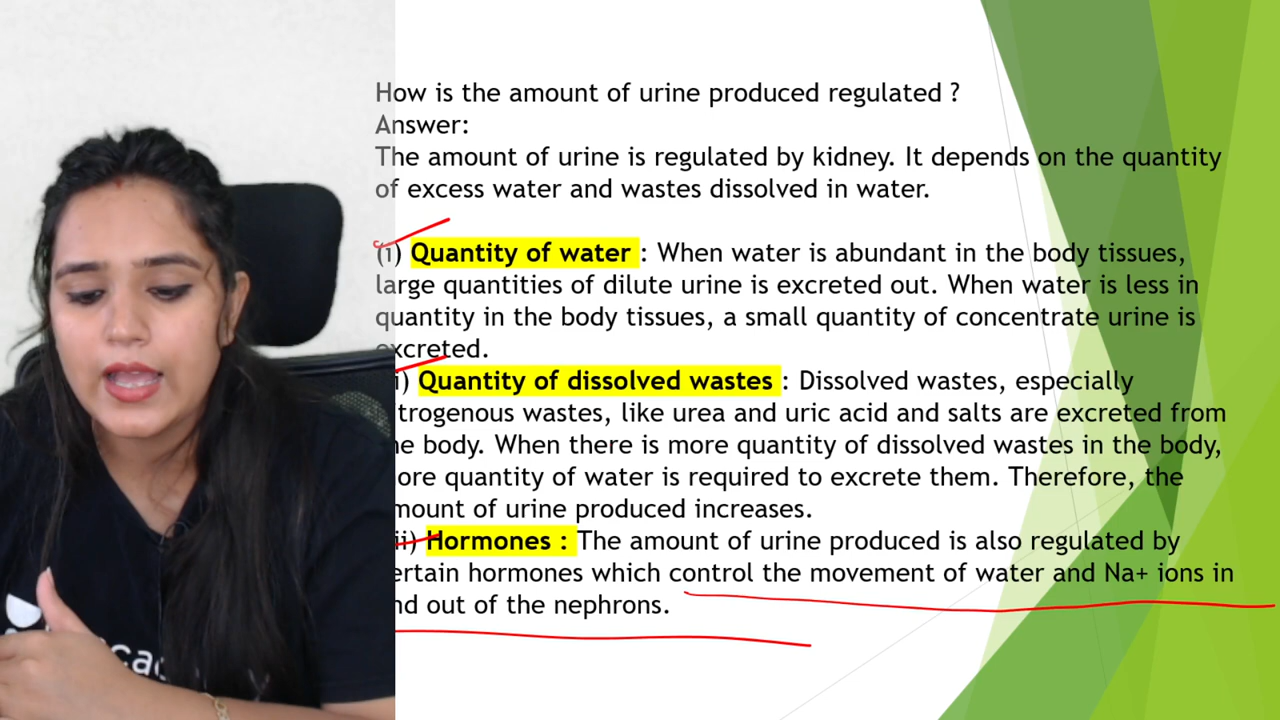 How is the amount of urine produced regulated ?
Answer:
The amount of urine is regulated by kidney. It depends on the quantity
of excess water and wastes dissolved in water.
(i) Quantity of water : When water is abundant in the body tissues,
large quantities of dilute urine is excreted out. When water is less in
quantity in the body tissues, a small quantity of concentrate urine is
excreted.
i) Quantity of dissolved wastes : Dissolved wastes, especially
trogenous wastes, like urea and uric acid and salts are excreted from
he body. When there is more quantity of dissolved wastes in the body,
ore quantity of water is required to excrete them. Therefore, the
mount of urine produced increases.
ii) Hormones : The amount of urine produced is also regulated by
ertain hormones which control the movement of water and Na+ ions in
nd out of the nephrons.